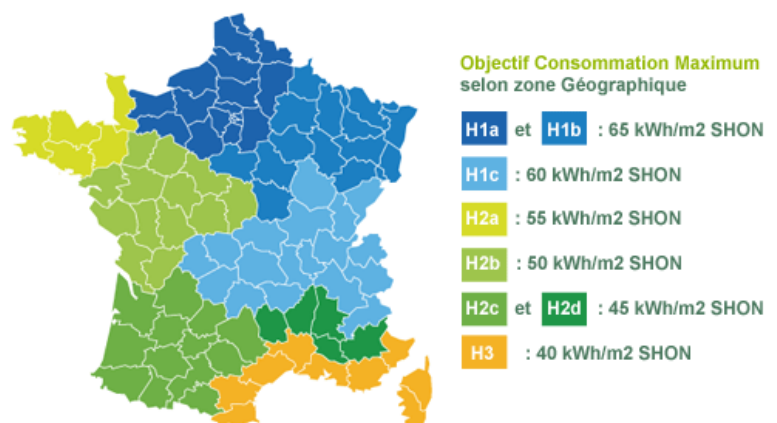 Objectif Consommation Maximum
selon zone Géographique
H1a et H1b : 65 kWh/m2 SHON
H1c : 60 kWh/m2 SHON
H2a : 55 kWh/m2 SHON
H2b : 50 kWh/m2 SHON
H2c et H2d : 45 kWh/m2 SHON
H3 : 40 kWh/m2 SHON